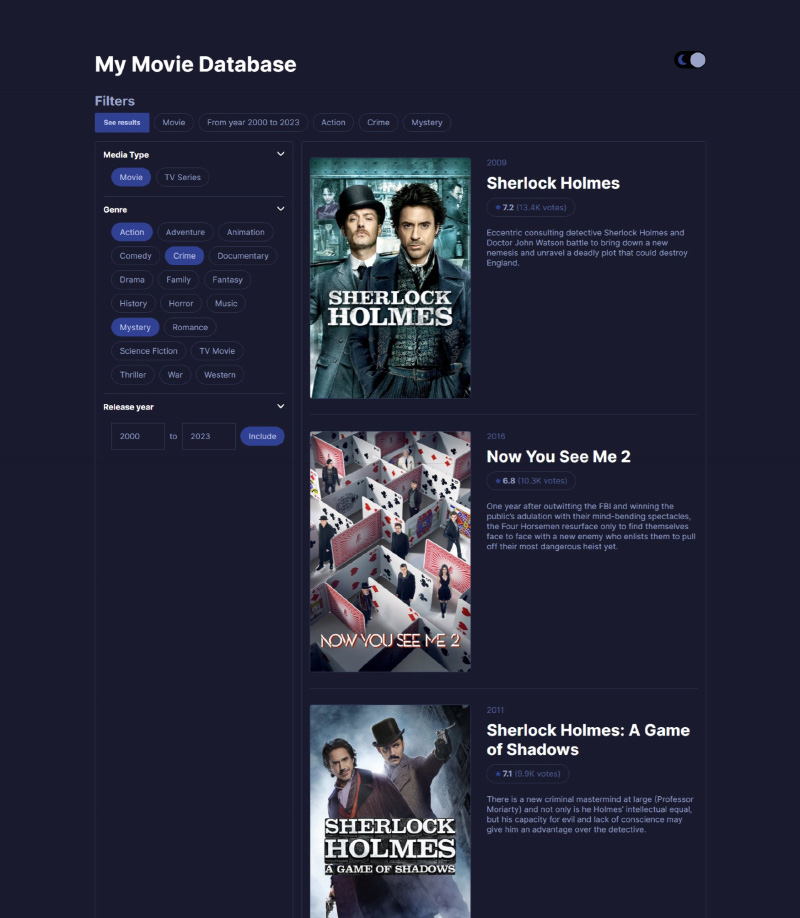 My Movie Database
Filters
See results
Movie
From year 2000 to 2023
Action
Crime
Mystery
Media Type
Movie
TV Series
Genre
Action
Adventure
Animation
Comedy
Crime
Documentary
Drama
Family
Fantasy
History
Horror
Music
Mystery
Romance
Science Fiction
TV Movie
Thriller
War
Western
Release year
2000
to
2023
Include
SHERLOCK
HOLMES
2009
Sherlock Holmes
7.2 (13.4K votes)
Eccentric consulting detective Sherlock Holmes and
Doctor John Watson battle to bring down a new
nemesis and unravel a deadly plot that could destroy
England.
NOW YOU SEE ME 2
2016
Now You See Me 2
6.8 (10.3K votes)
One year after outwitting the FBI and winning the
public's adulation with their mind-bending spectacles,
the Four Horsemen resurface only to find themselves
face to face with a new enemy who enlists them to pull
off their most dangerous heist yet.
SHERLOCK
HOLMES
A GAME OF SHADOWS
2011
Sherlock Holmes: A Game
of Shadows
7.1 (9.9K votes)
There is a new criminal mastermind at large (Professor
Moriarty) and not only is he Holmes' intellectual equal,
but his capacity for evil and lack of conscience may
give him an advantage over the detective.